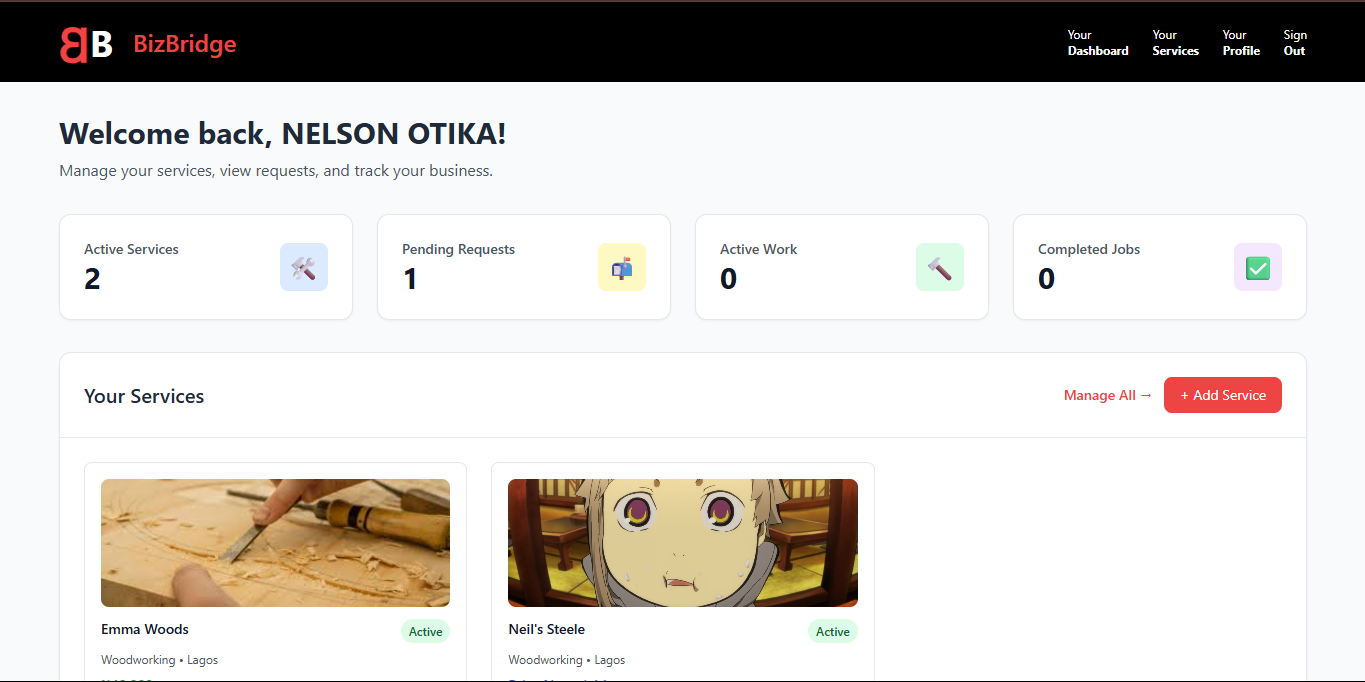 BB BizBridge
Your Dashboard
Your Services
Your Profile
Sign Out
Welcome back, NELSON OTIKA!
Manage your services, view requests, and track your business.
Active Services
2
Pending Requests
1
Active Work
0
Completed Jobs
0
Your Services
Manage All →
+ Add Service
Emma Woods
Active
Woodworking • Lagos
Neil's Steele
Active
Woodworking • Lagos